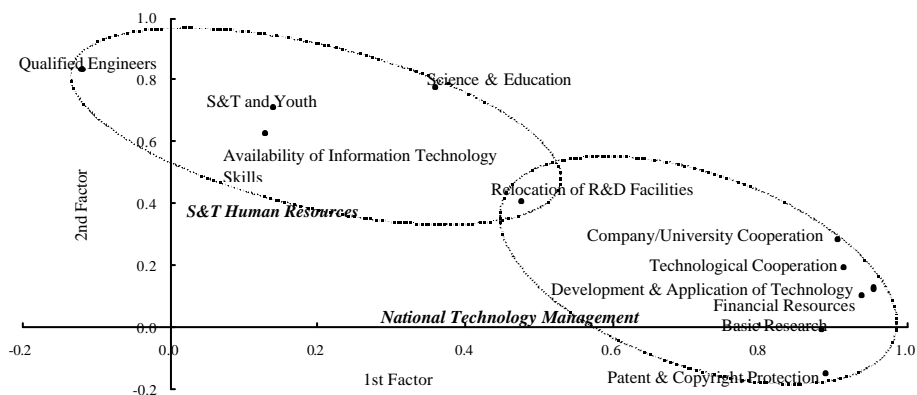 1.0
Qualified Engineers
0.8
Science & Education
S&T and Youth
0.6
Availability of Information Technology
Skills
Relocation of R&D Facilities
2nd Factor
0.4
S&T Human Resources
Company/University Cooperation
0.2
Technological Cooperation
Development & Application of Technology
Financial Resources
National Technology Management
0.0
Basic Research
-0.2
0.0
0.2
0.4
0.6
0.8
1.0
1st Factor
Patent & Copyright Protection
-0.2